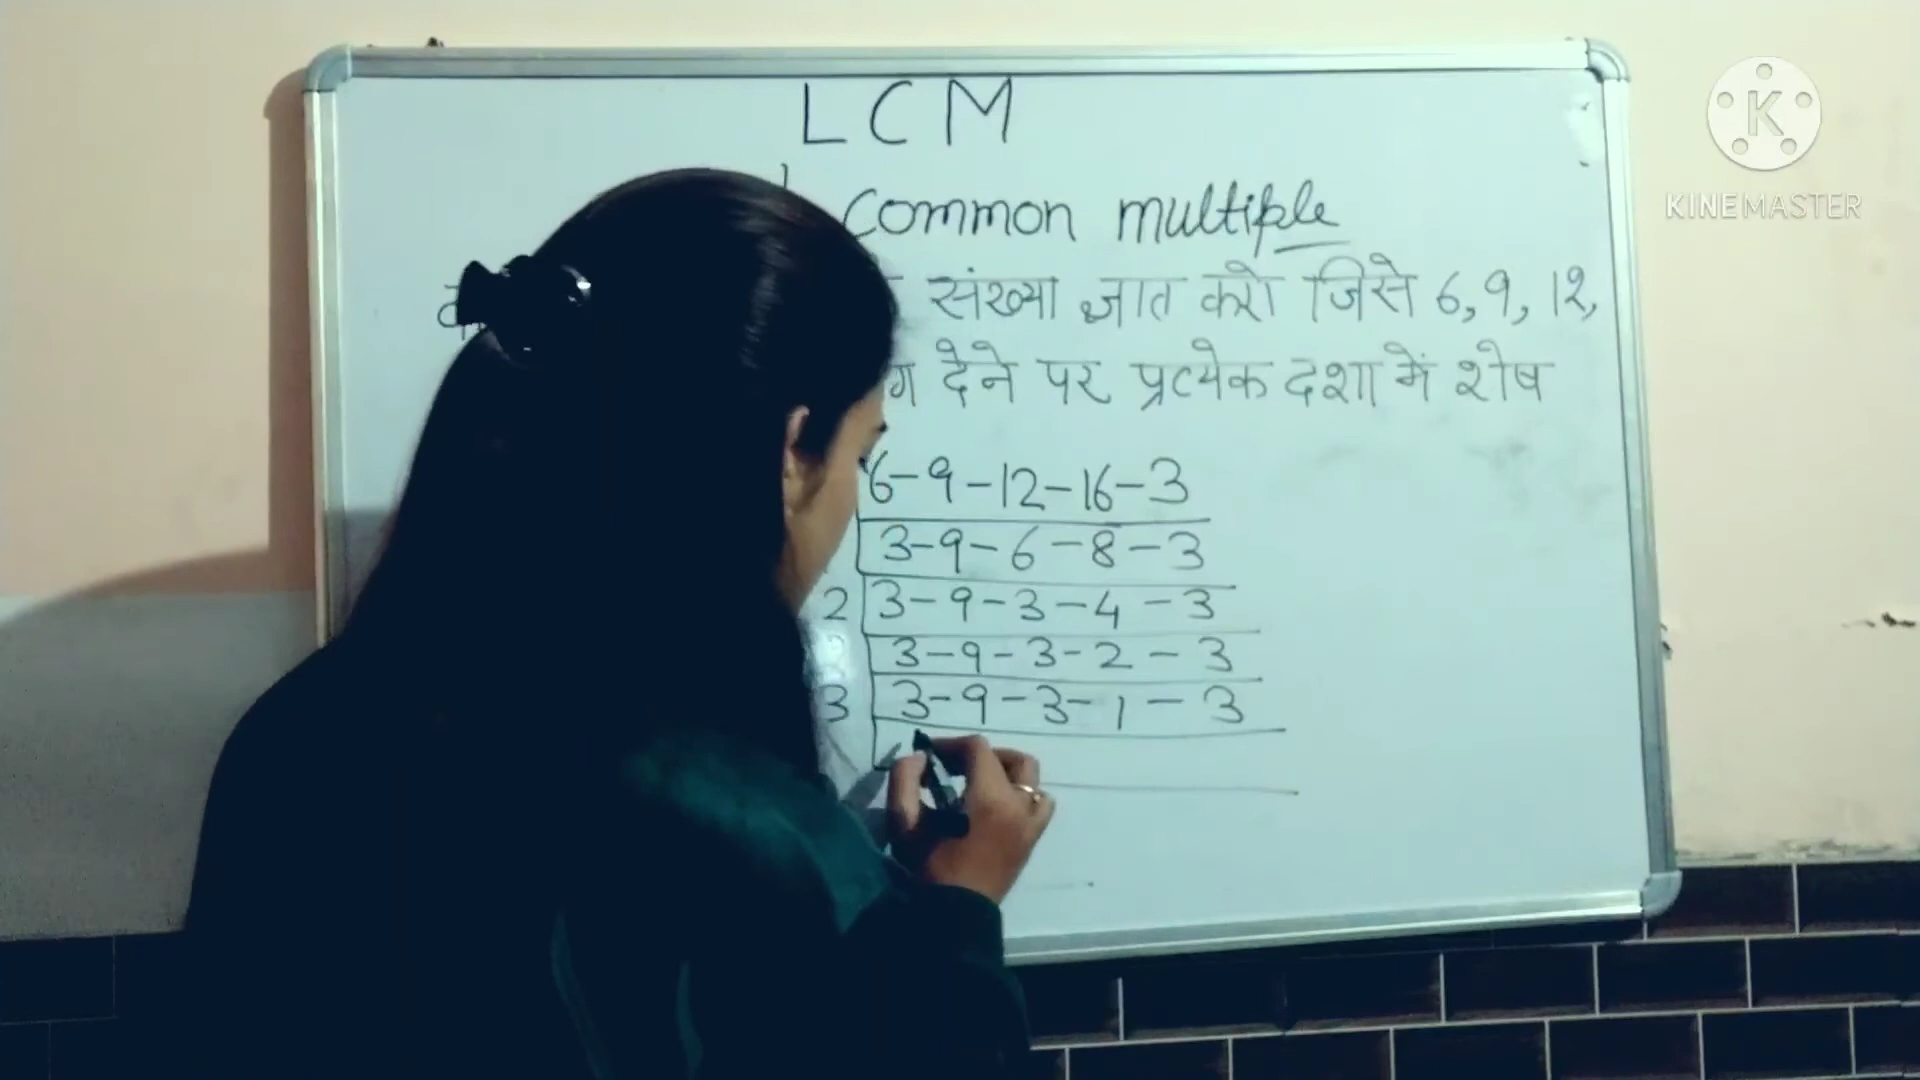 LCM
Common multiple
संख्या ज्ञात करो जिसे 6, 9, 12,
देने पर प्रत्येक दशा में शेष
6-9-12-16-3
3-9-6-8-3
2 3-9-3-4-3
2 3-9-3-2-3
3 3-9-3-1-3
KINEMASTER